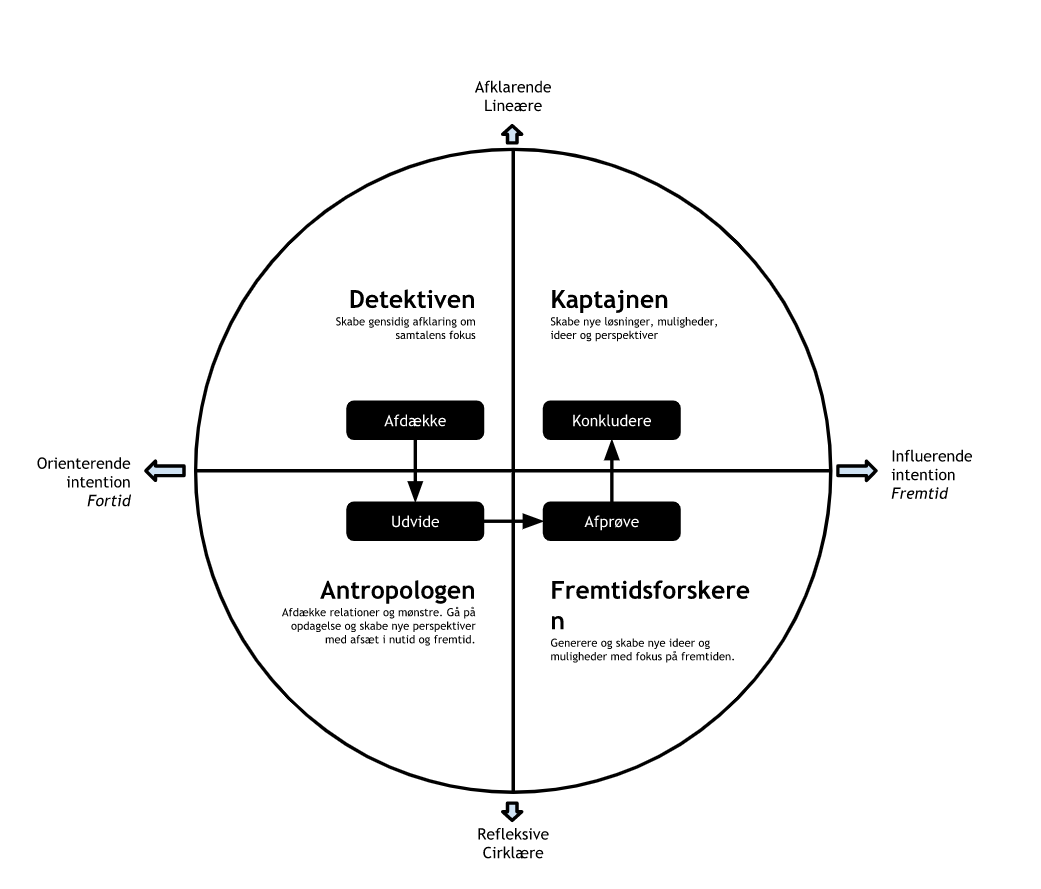 Afklarende
Lineære
Detektiven
Skabe gensidig afklaring om
samtalens fokus
Kaptajnen
Skabe nye løsninger, muligheder,
ideer og perspektiver
Afdække
Konkludere
Orienterende
intention
Fortid
Influerende
intention
Fremtid
Udvide
Afprøve
Antropologen
Afdække relationer og mønstre. Gå på
opdagelse og skabe nye perspektiver
med afsæt i nutid og fremtid.
Fremtidsforskere
n
Generere og skabe nye ideer og
muligheder med fokus på fremtiden.
Refleksive
Cirklære